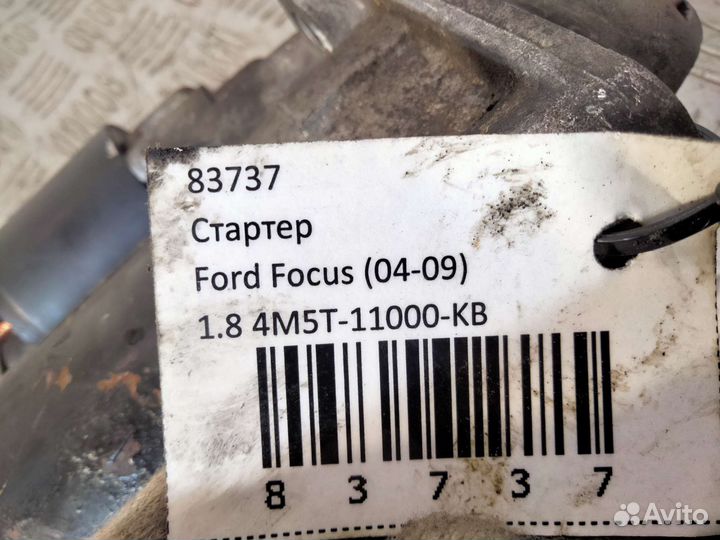 83737
Стартер
Ford Focus (04-09)
1.8 4M5T-11000-KB
8 3 7 3 7
Avito